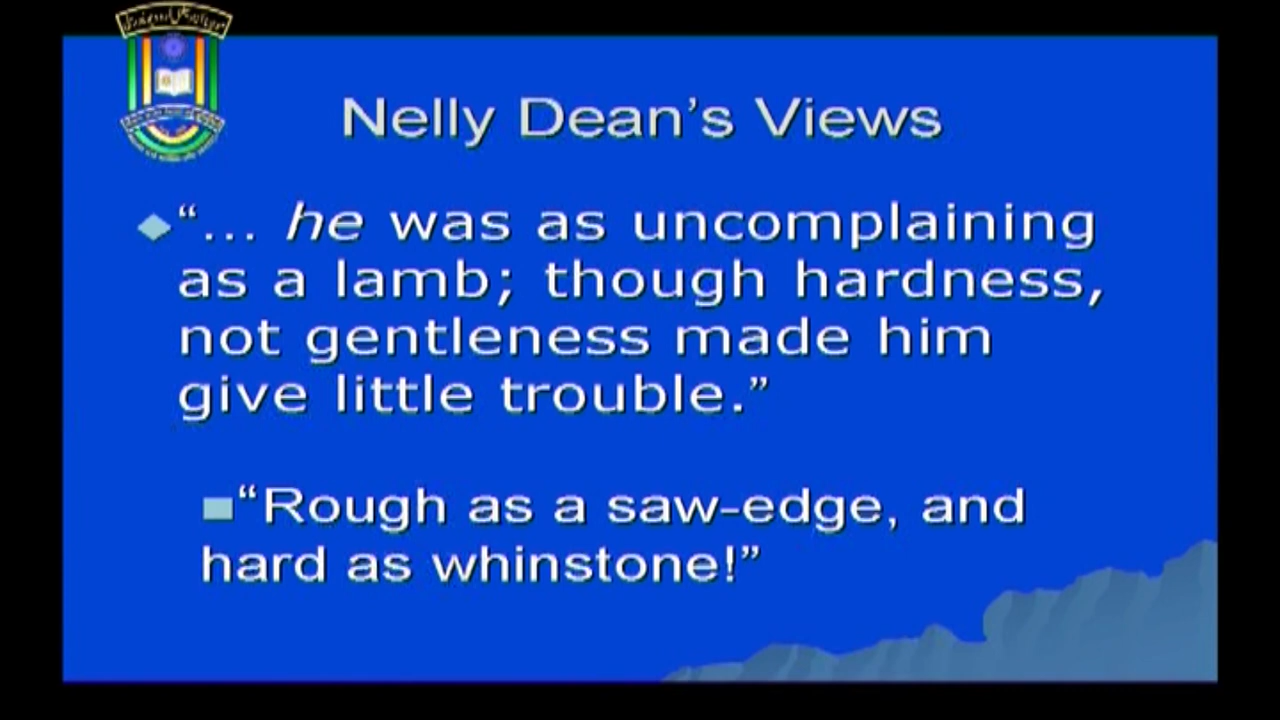 Nelly Dean’s Views
“... he was as uncomplaining
as a lamb; though hardness,
not gentleness made him
give little trouble.”
“Rough as a saw-edge, and
hard as whinstone!”